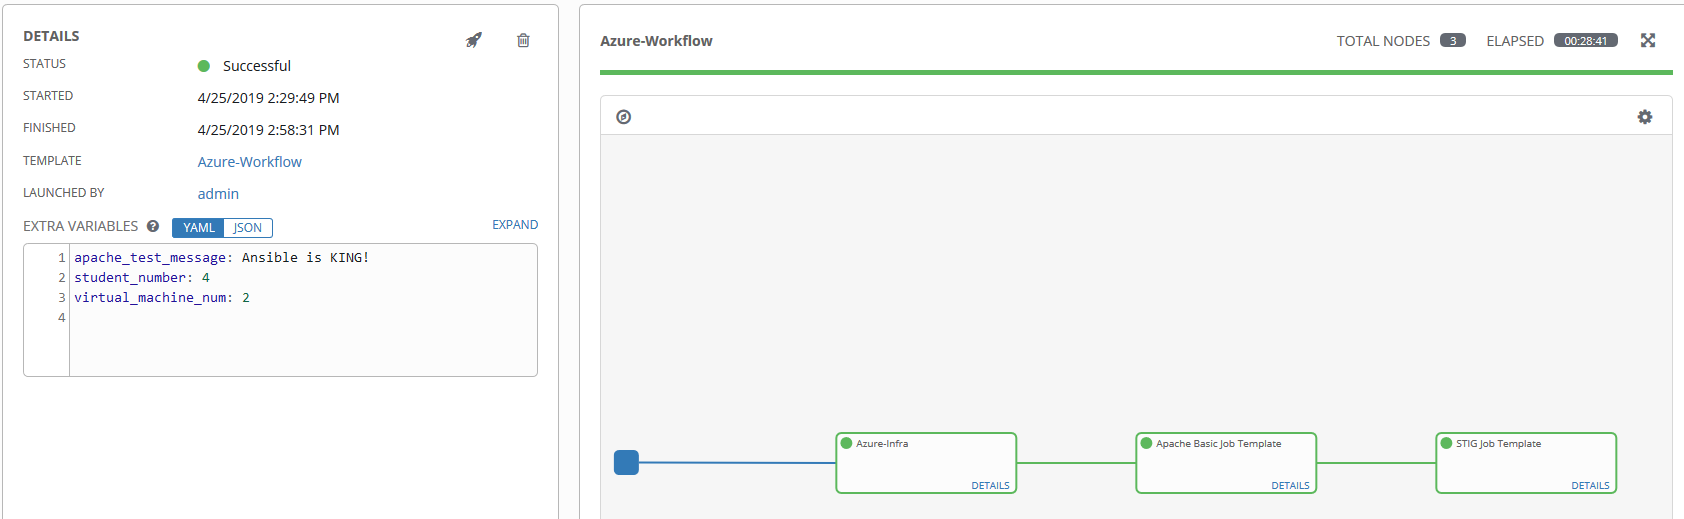 DETAILS
STATUS Successful
STARTED 4/25/2019 2:29:49 PM
FINISHED 4/25/2019 2:58:31 PM
TEMPLATE Azure-Workflow
LAUNCHED BY admin
EXTRA VARIABLES ? YAML JSON EXPAND
1 apache_test_message: Ansible is KING!
2 student_number: 4
3 virtual_machine_num: 2
4
Azure-Workflow TOTAL NODES 3 ELAPSED 00:28:41
Azure-Infra
DETAILS
Apache Basic Job Template
DETAILS
STIG Job Template
DETAILS